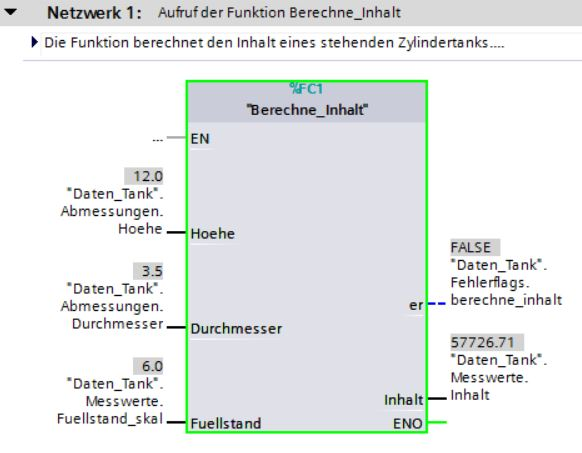 Netzwerk 1: Aufruf der Funktion Berechne_Inhalt
Die Funktion berechnet den Inhalt eines stehenden Zylindertanks....
%FC1
"Berechne_Inhalt"
... EN
12.0
"Daten_Tank".
Abmessungen.
Hoehe Hoehe
3.5
"Daten_Tank".
Abmessungen.
Durchmesser Durchmesser
6.0
"Daten_Tank".
Messwerte.
Fuellstand_skal Fuellstand
FALSE
"Daten_Tank".
Fehlerflags.
er berechne_inhalt
57726.71
"Daten_Tank".
Messwerte.
Inhalt Inhalt
ENO